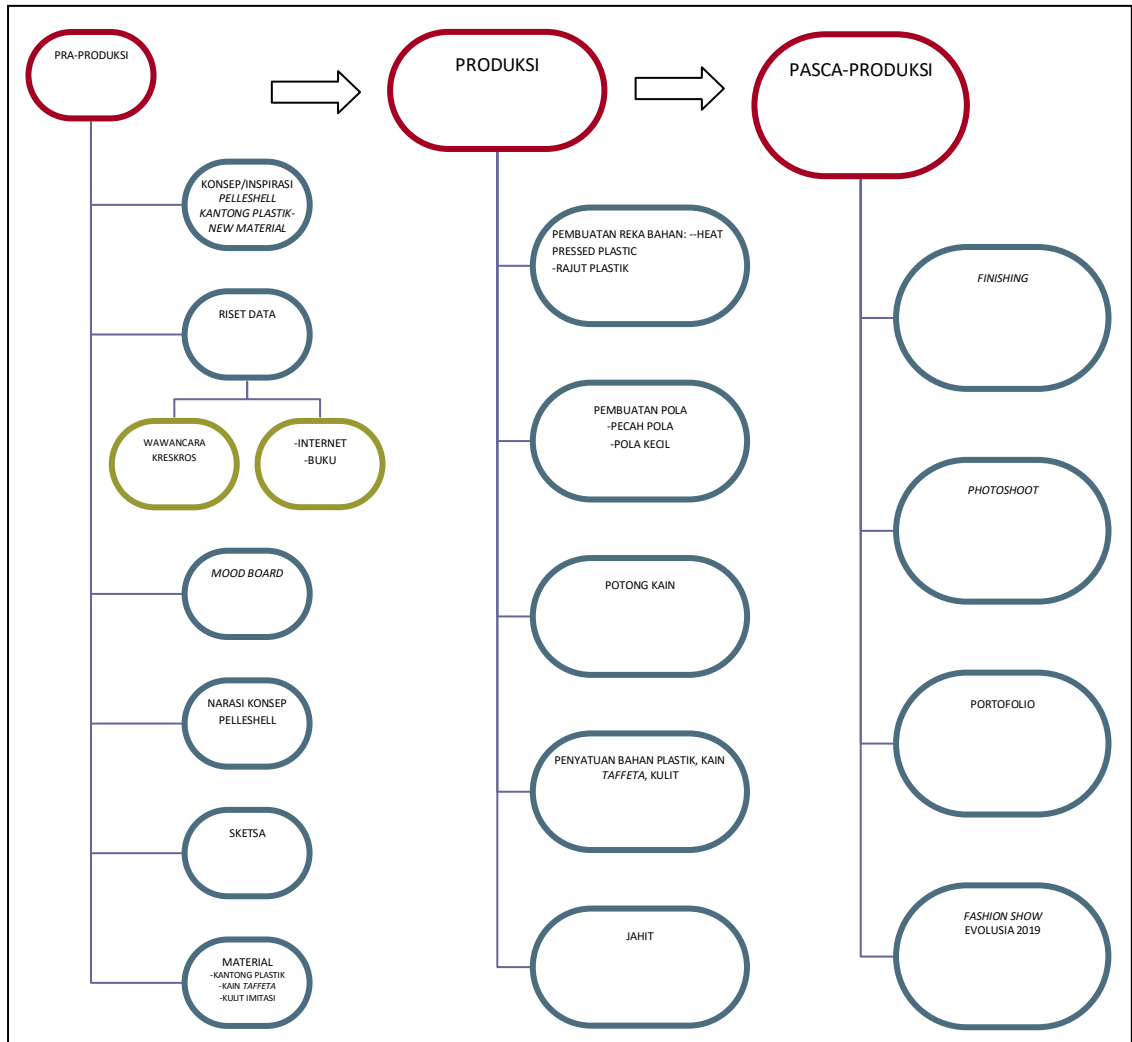 PRA-PRODUKSI
KONSEP/INSPIRASI
PELLESHELL
KANTONG PLASTIK-
NEW MATERIAL
RISET DATA
WAWANCARA
KRESKROS
-INTERNET
-BUKU
MOOD BOARD
NARASI KONSEP
PELLESHELL
SKETSA
MATERIAL
-KANTONG PLASTIK
-KAIN TAFFETA
-KULIT IMITASI
PRODUKSI
PEMBUATAN REKA BAHAN: --HEAT
PRESSED PLASTIC
-RAJUT PLASTIK
PEMBUATAN POLA
-PECAH POLA
-POLA KECIL
POTONG KAIN
PENYATUAN BAHAN PLASTIK, KAIN
TAFFETA, KULIT
JAHIT
PASCA-PRODUKSI
FINISHING
PHOTOSHOOT
PORTOFOLIO
FASHION SHOW
EVOLUSIA 2019